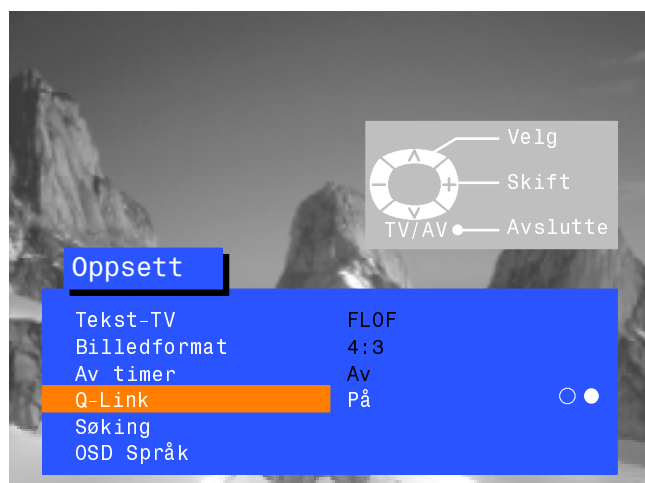 Velg
Skift
TV/AV Avslutte
Oppsett
Tekst-TV FLOF
Billedformat 4:3
Av timer Av
Q-Link På
Søking
OSD Språk